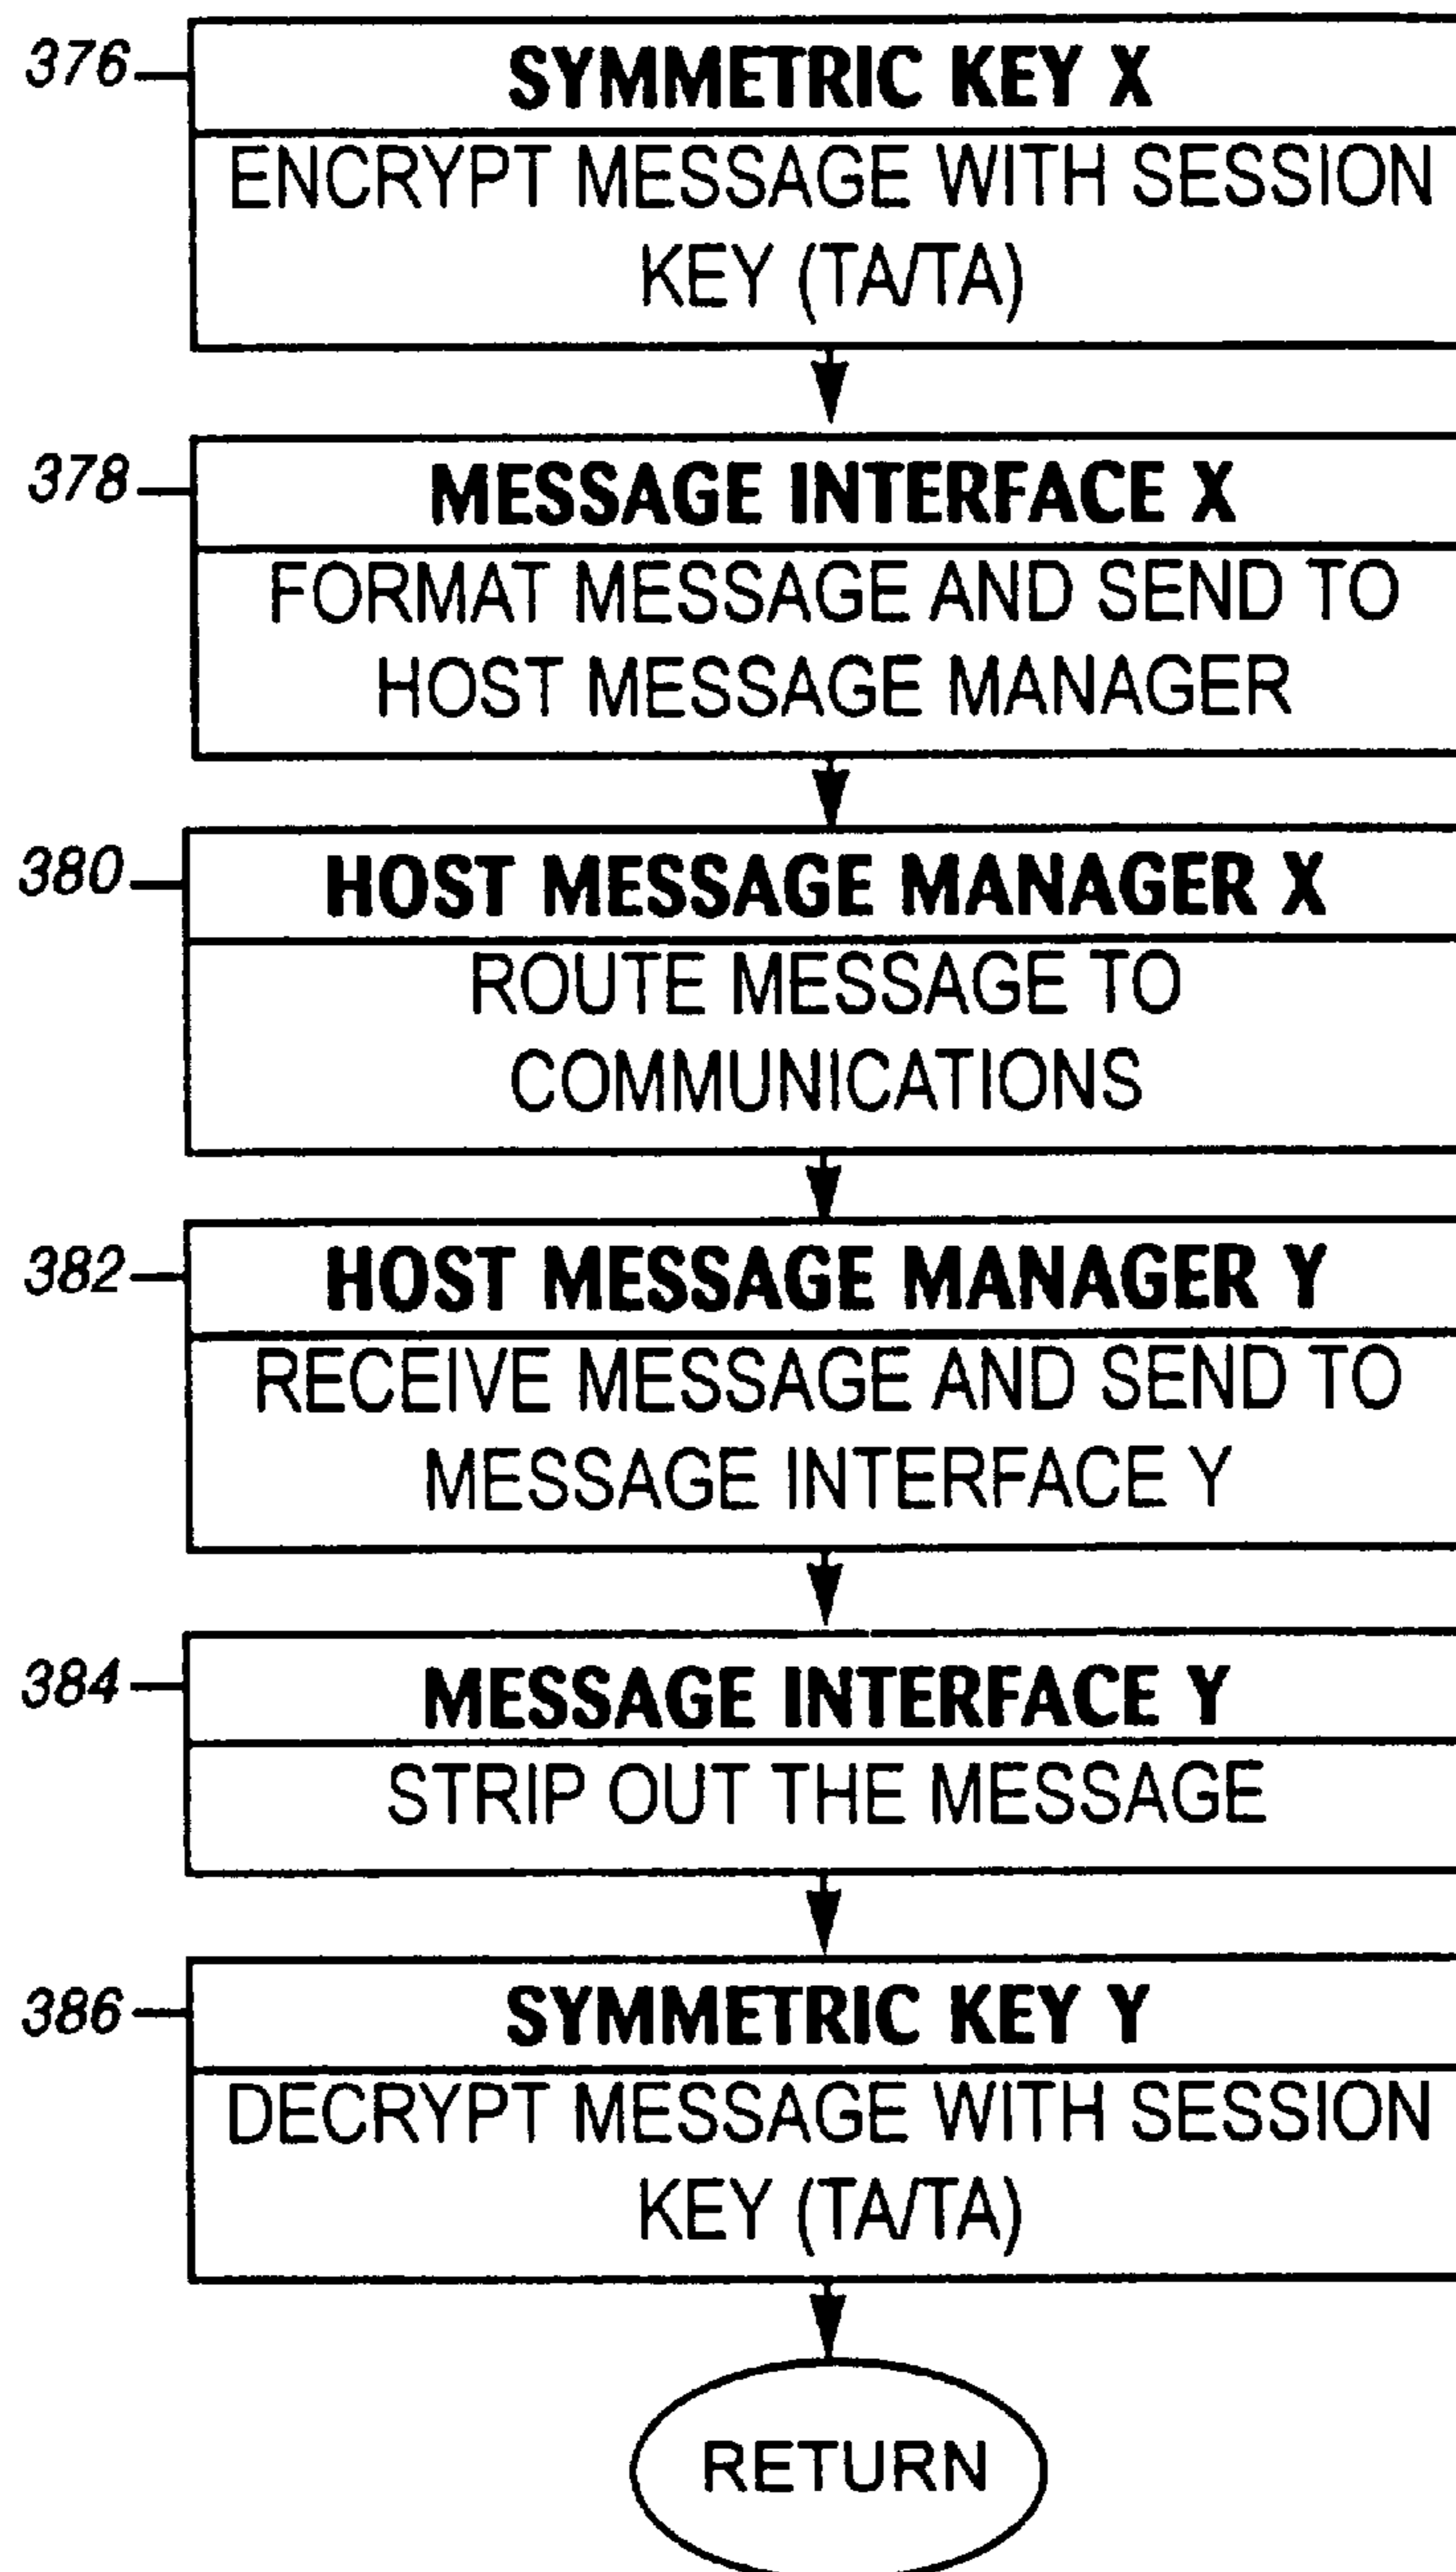 376
SYMMETRIC KEY X
ENCRYPT MESSAGE WITH SESSION
KEY (TA/TA)
378
MESSAGE INTERFACE X
FORMAT MESSAGE AND SEND TO
HOST MESSAGE MANAGER
380
HOST MESSAGE MANAGER X
ROUTE MESSAGE TO
COMMUNICATIONS
382
HOST MESSAGE MANAGER Y
RECEIVE MESSAGE AND SEND TO
MESSAGE INTERFACE Y
384
MESSAGE INTERFACE Y
STRIP OUT THE MESSAGE
386
SYMMETRIC KEY Y
DECRYPT MESSAGE WITH SESSION
KEY (TA/TA)
RETURN